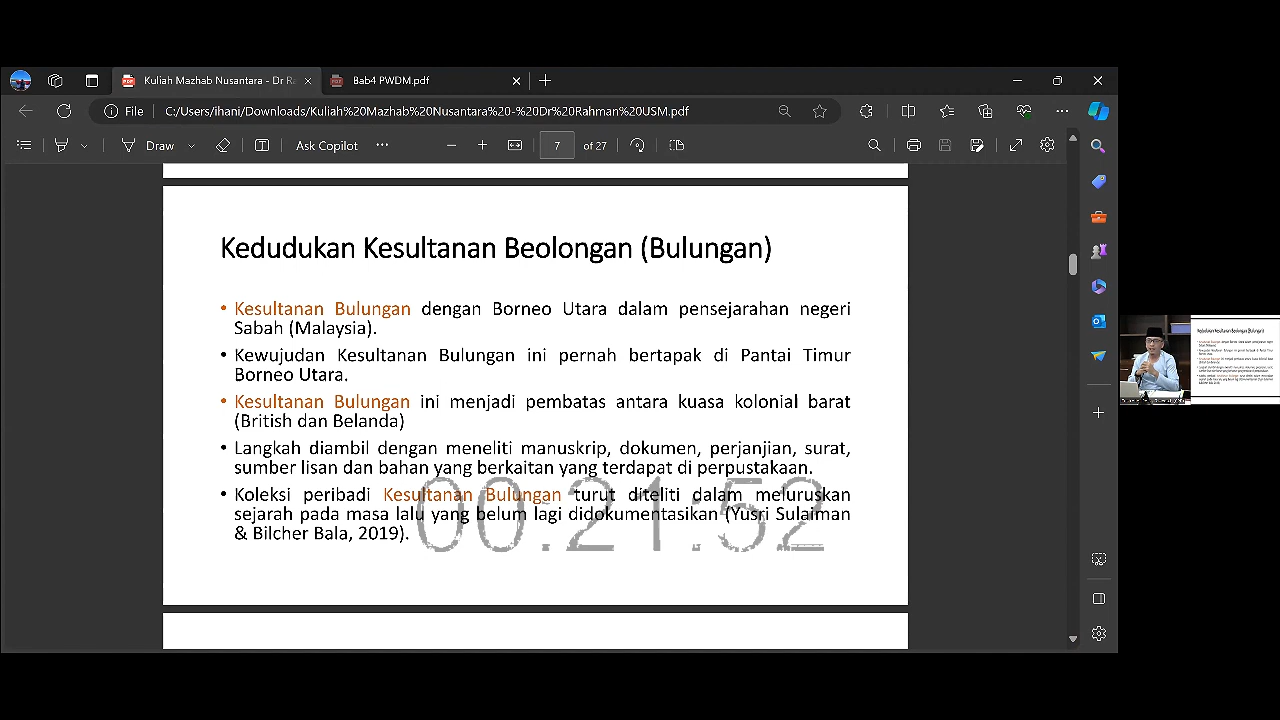 Kuliah Mazhab Nusantara - Dr Ra
Bab4 PWDM.pdf
File
C:/Users/ihani/Downloads/Kuliah%20Mazhab%20Nusantara%20-%20Dr%20Rahman%20USM.pdf
Draw
Ask Copilot
7 of 27
Kedudukan Kesultanan Beolongan (Bulungan)
• Kesultanan Bulungan dengan Borneo Utara dalam pensejarahan negeri
Sabah (Malaysia).
• Kewujudan Kesultanan Bulungan ini pernah bertapak di Pantai Timur
Borneo Utara.
• Kesultanan Bulungan ini menjadi pembatas antara kuasa kolonial barat
(British dan Belanda)
• Langkah diambil dengan meneliti manuskrip, dokumen, perjanjian, surat,
sumber lisan dan bahan yang berkaitan yang terdapat di perpustakaan.
• Koleksi peribadi Kesultanan Bulungan turut diteliti dalam meluruskan
sejarah pada masa lalu yang belum lagi didokumentasikan (Yusri Sulaiman
& Bilcher Bala, 2019).
00:21:52
Kedudukan Kesultanan Beolongan (Bulungan)